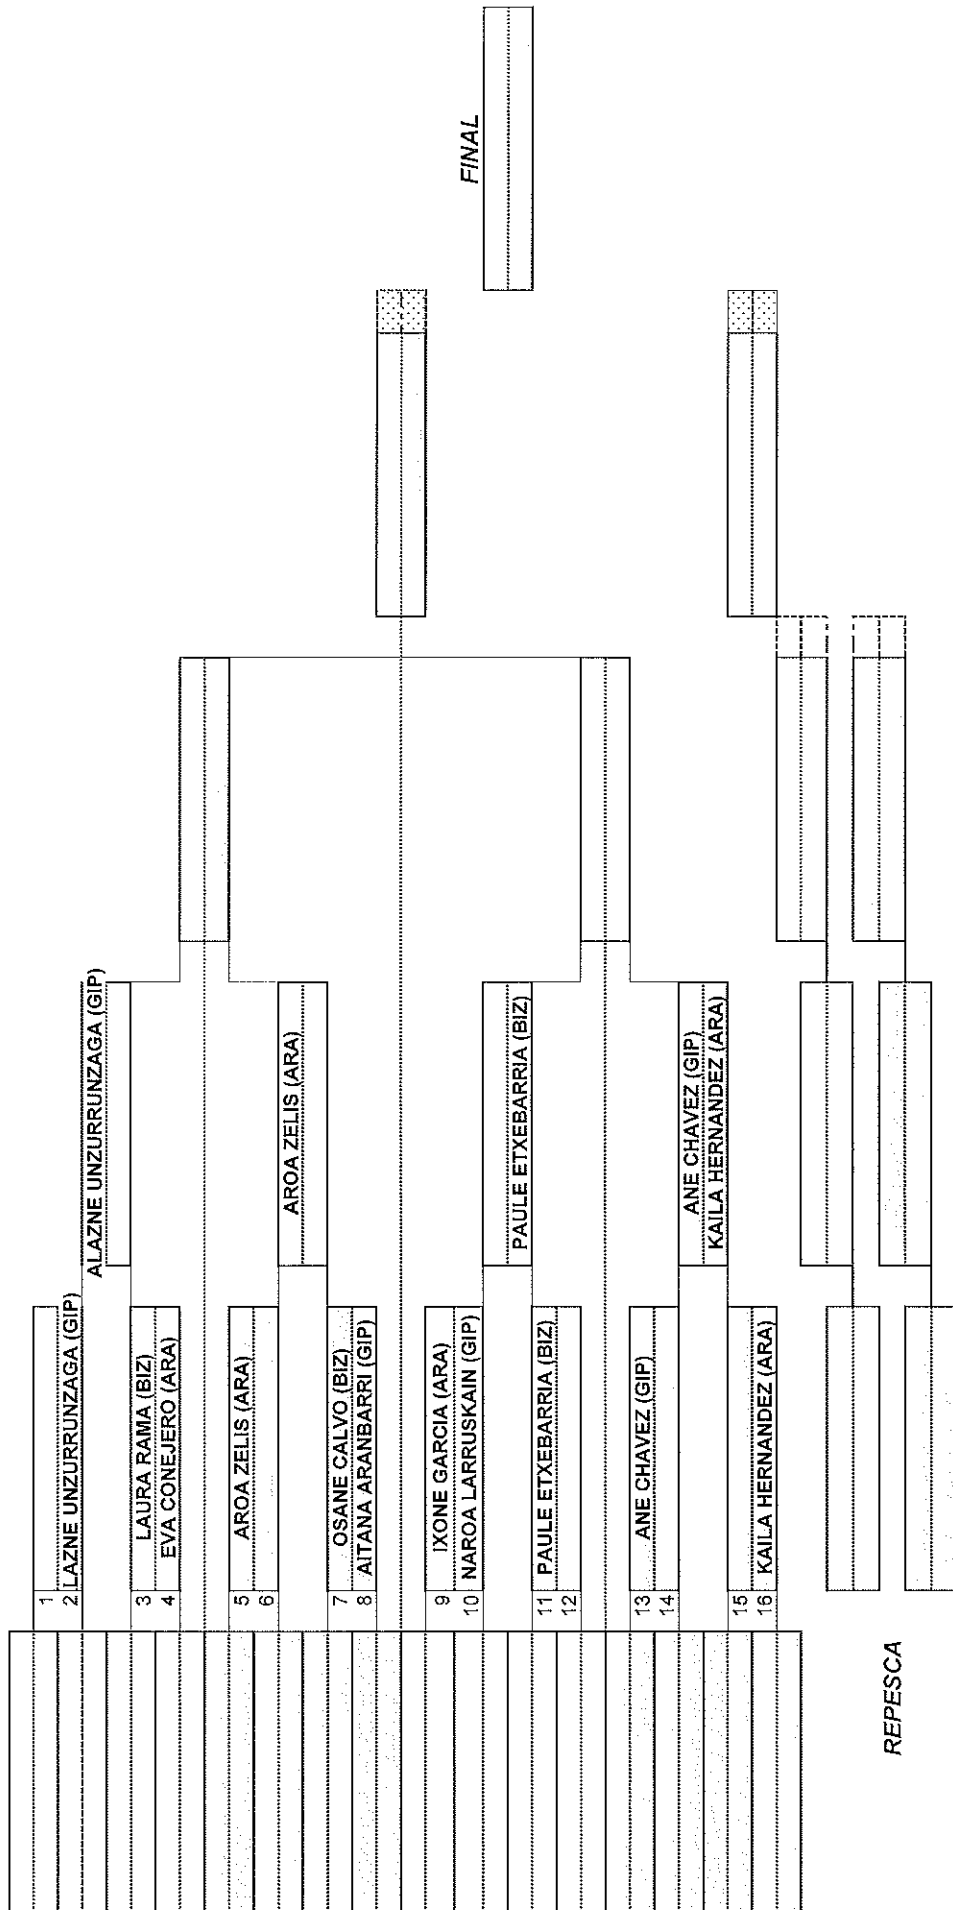 1
2 LAZNE UNZURRUNZAGA (GIP)
3 LAURA RAMA (BIZ)
4 EVA CONEJERO (ARA)
5 AROA ZELIS (ARA)
6
7 OSANE CALVO (BIZ)
8 AITANA ARANBARRI (GIP)
9 IXONE GARCIA (ARA)
10 NAROA LARRUSKAIN (GIP)
11 PAULE ETXEBARRIA (BIZ)
12
13 ANE CHAVEZ (GIP)
14
15
16 KAILA HERNANDEZ (ARA)
ALAZNE UNZURRUNZAGA (GIP)
AROA ZELIS (ARA)
PAULE ETXEBARRIA (BIZ)
ANE CHAVEZ (GIP)
KAILA HERNANDEZ (ARA)
FINAL
REPESCA